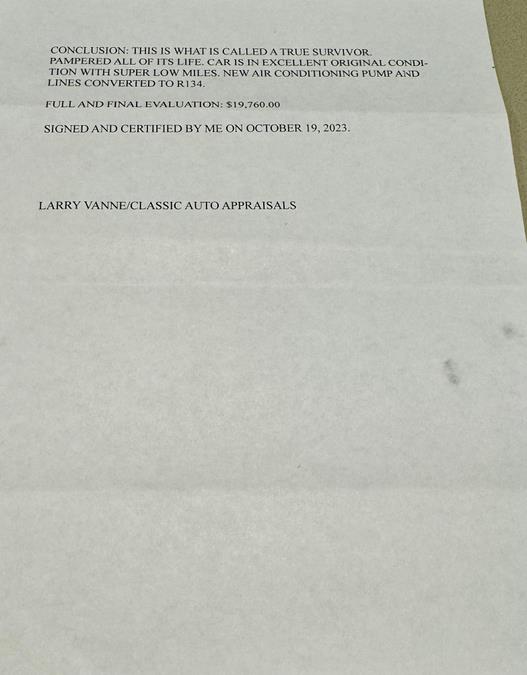 CONCLUSION: THIS IS WHAT IS CALLED A TRUE SURVIVOR.
PAMPERED ALL OF ITS LIFE. CAR IS IN EXCELLENT ORIGINAL CONDI-
TION WITH SUPER LOW MILES. NEW AIR CONDITIONING PUMP AND
LINES CONVERTED TO R134.
FULL AND FINAL EVALUATION: $19,760.00
SIGNED AND CERTIFIED BY ME ON OCTOBER 19, 2023.
LARRY VANNE/CLASSIC AUTO APPRAISALS